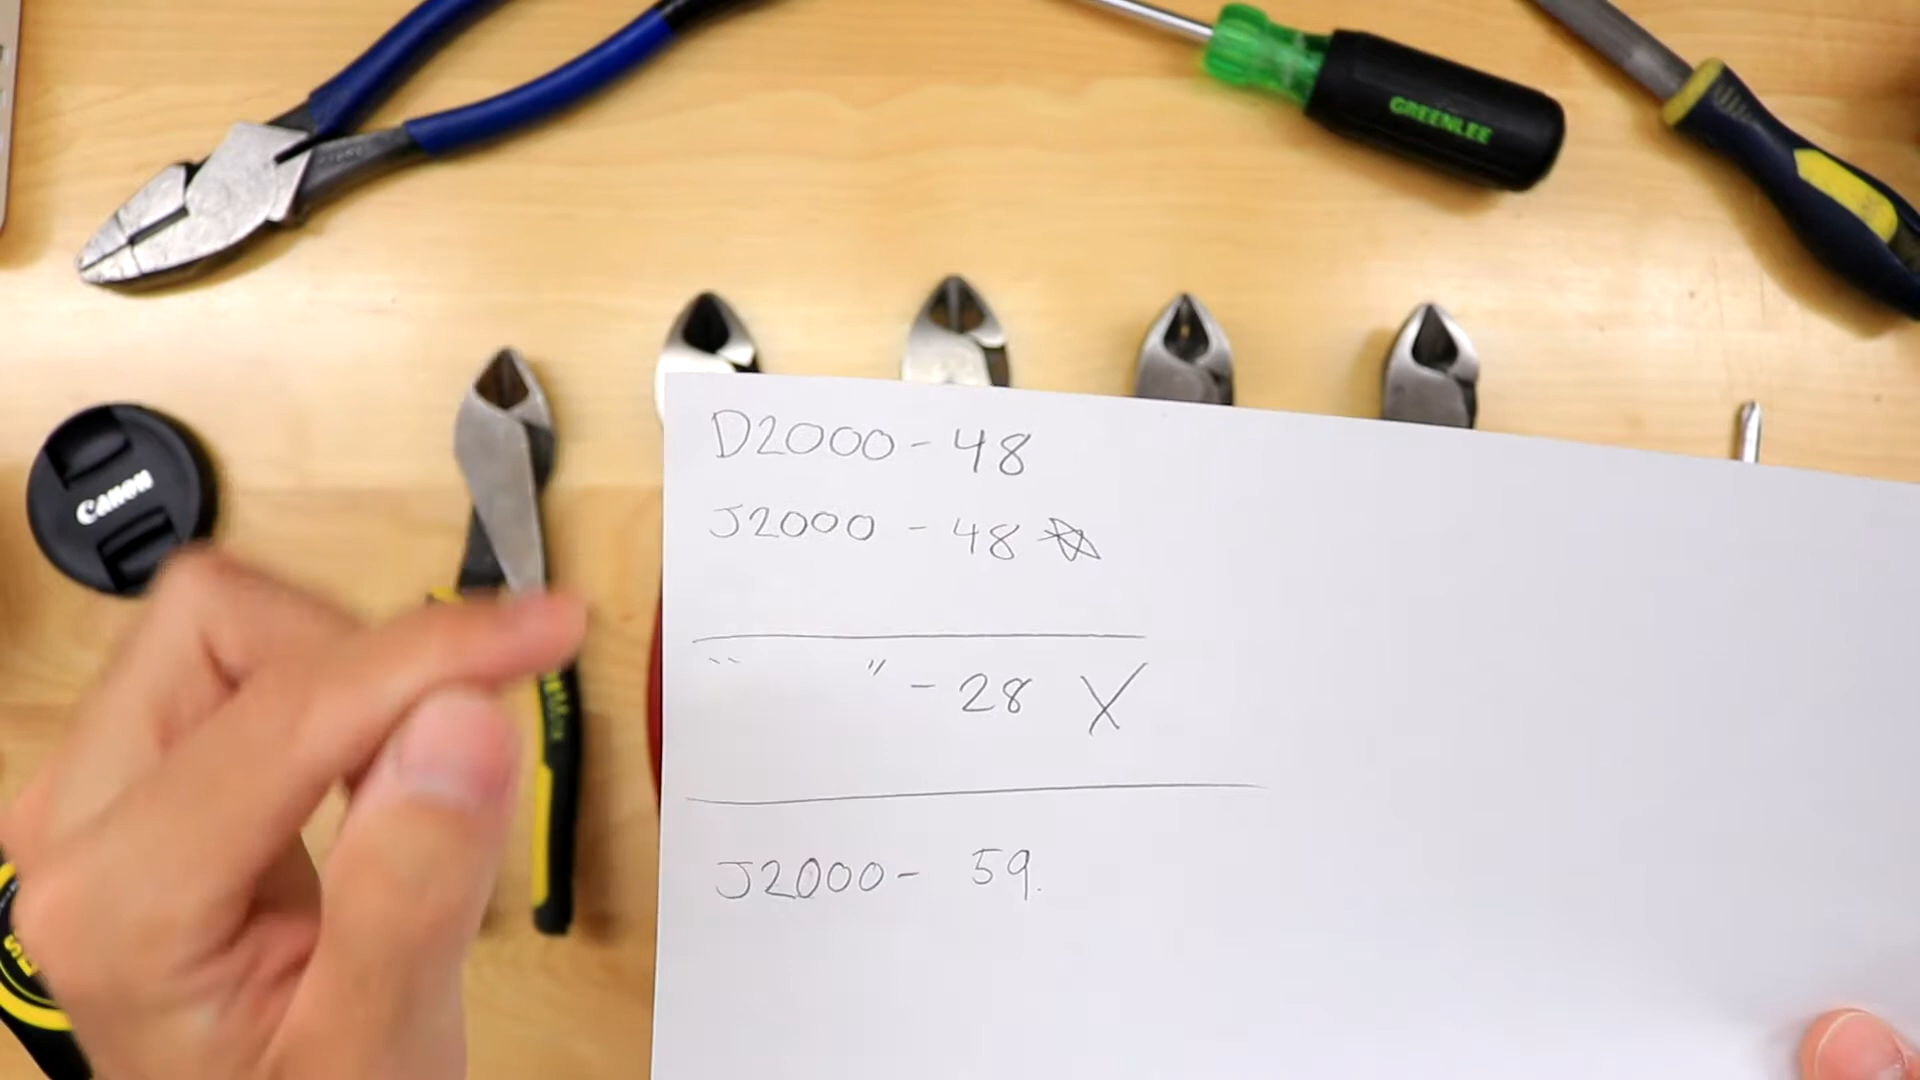 GREENLEE
Canon
D2000 - 48
J2000 - 48
" " - 28 X
J2000 - 59.